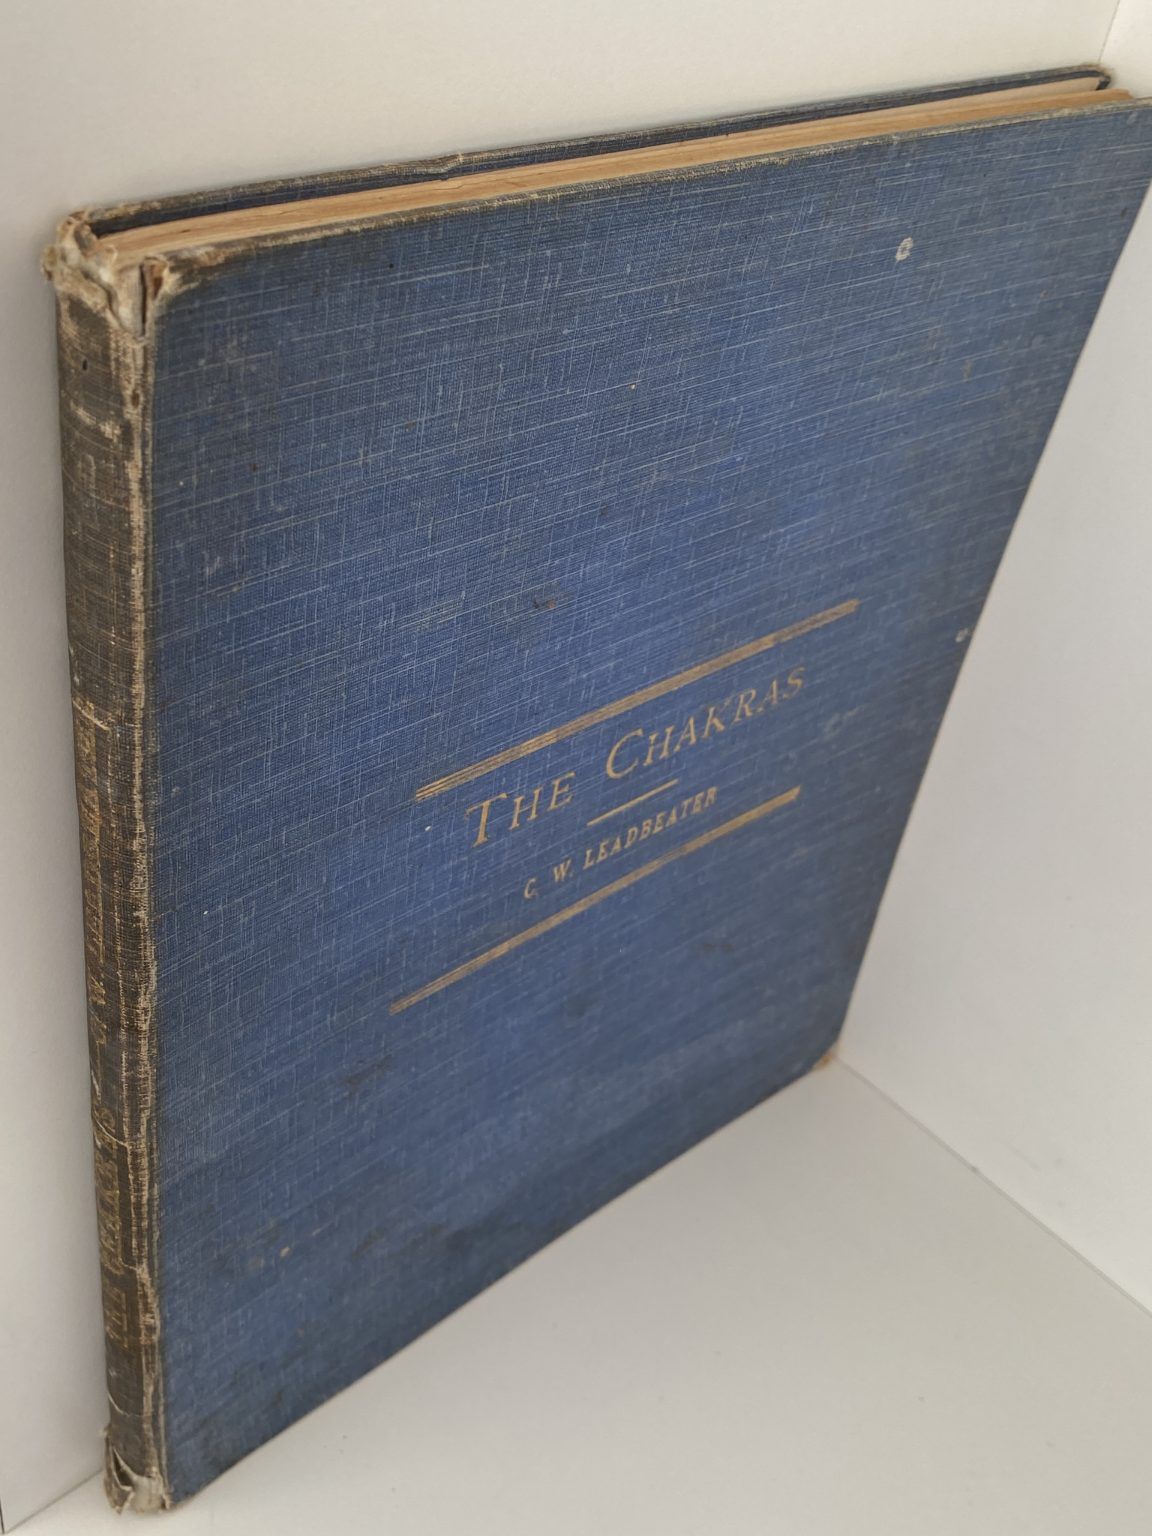 THE CHAKRAS
C. W. LEADBEATER
THE CHAKRAS C. W. LEADBEATER